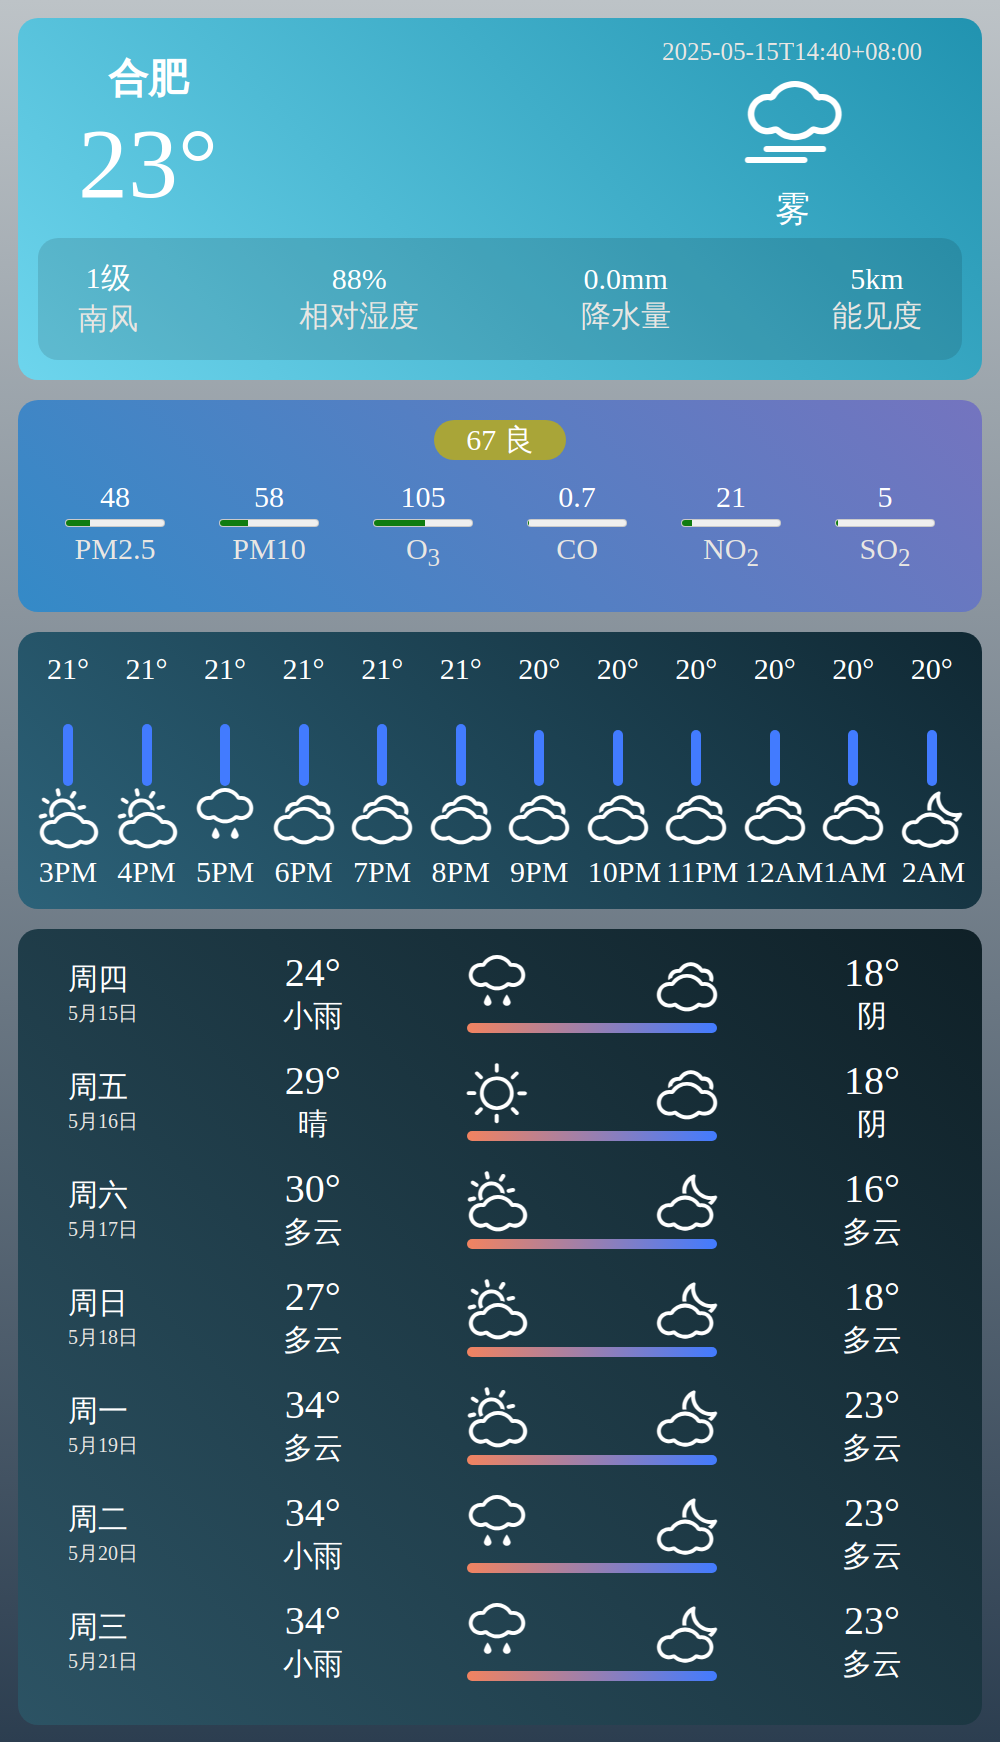 合肥
2025-05-15T14:40+08:00
23°
雾
1级 88% 0.0mm 5km
南风 相对湿度 降水量 能见度
67 良
48 58 105 0.7 21 5
PM2.5 PM10 O3 CO NO2 SO2
21° 21° 21° 21° 21° 21° 20° 20° 20° 20° 20° 20°
3PM 4PM 5PM 6PM 7PM 8PM 9PM 10PM 11PM 12AM 1AM 2AM
周四 24° 18°
5月15日 小雨 阴
周五 29° 18°
5月16日 晴 阴
周六 30° 16°
5月17日 多云 多云
周日 27° 18°
5月18日 多云 多云
周一 34° 23°
5月19日 多云 多云
周二 34° 23°
5月20日 小雨 多云
周三 34° 23°
5月21日 小雨 多云